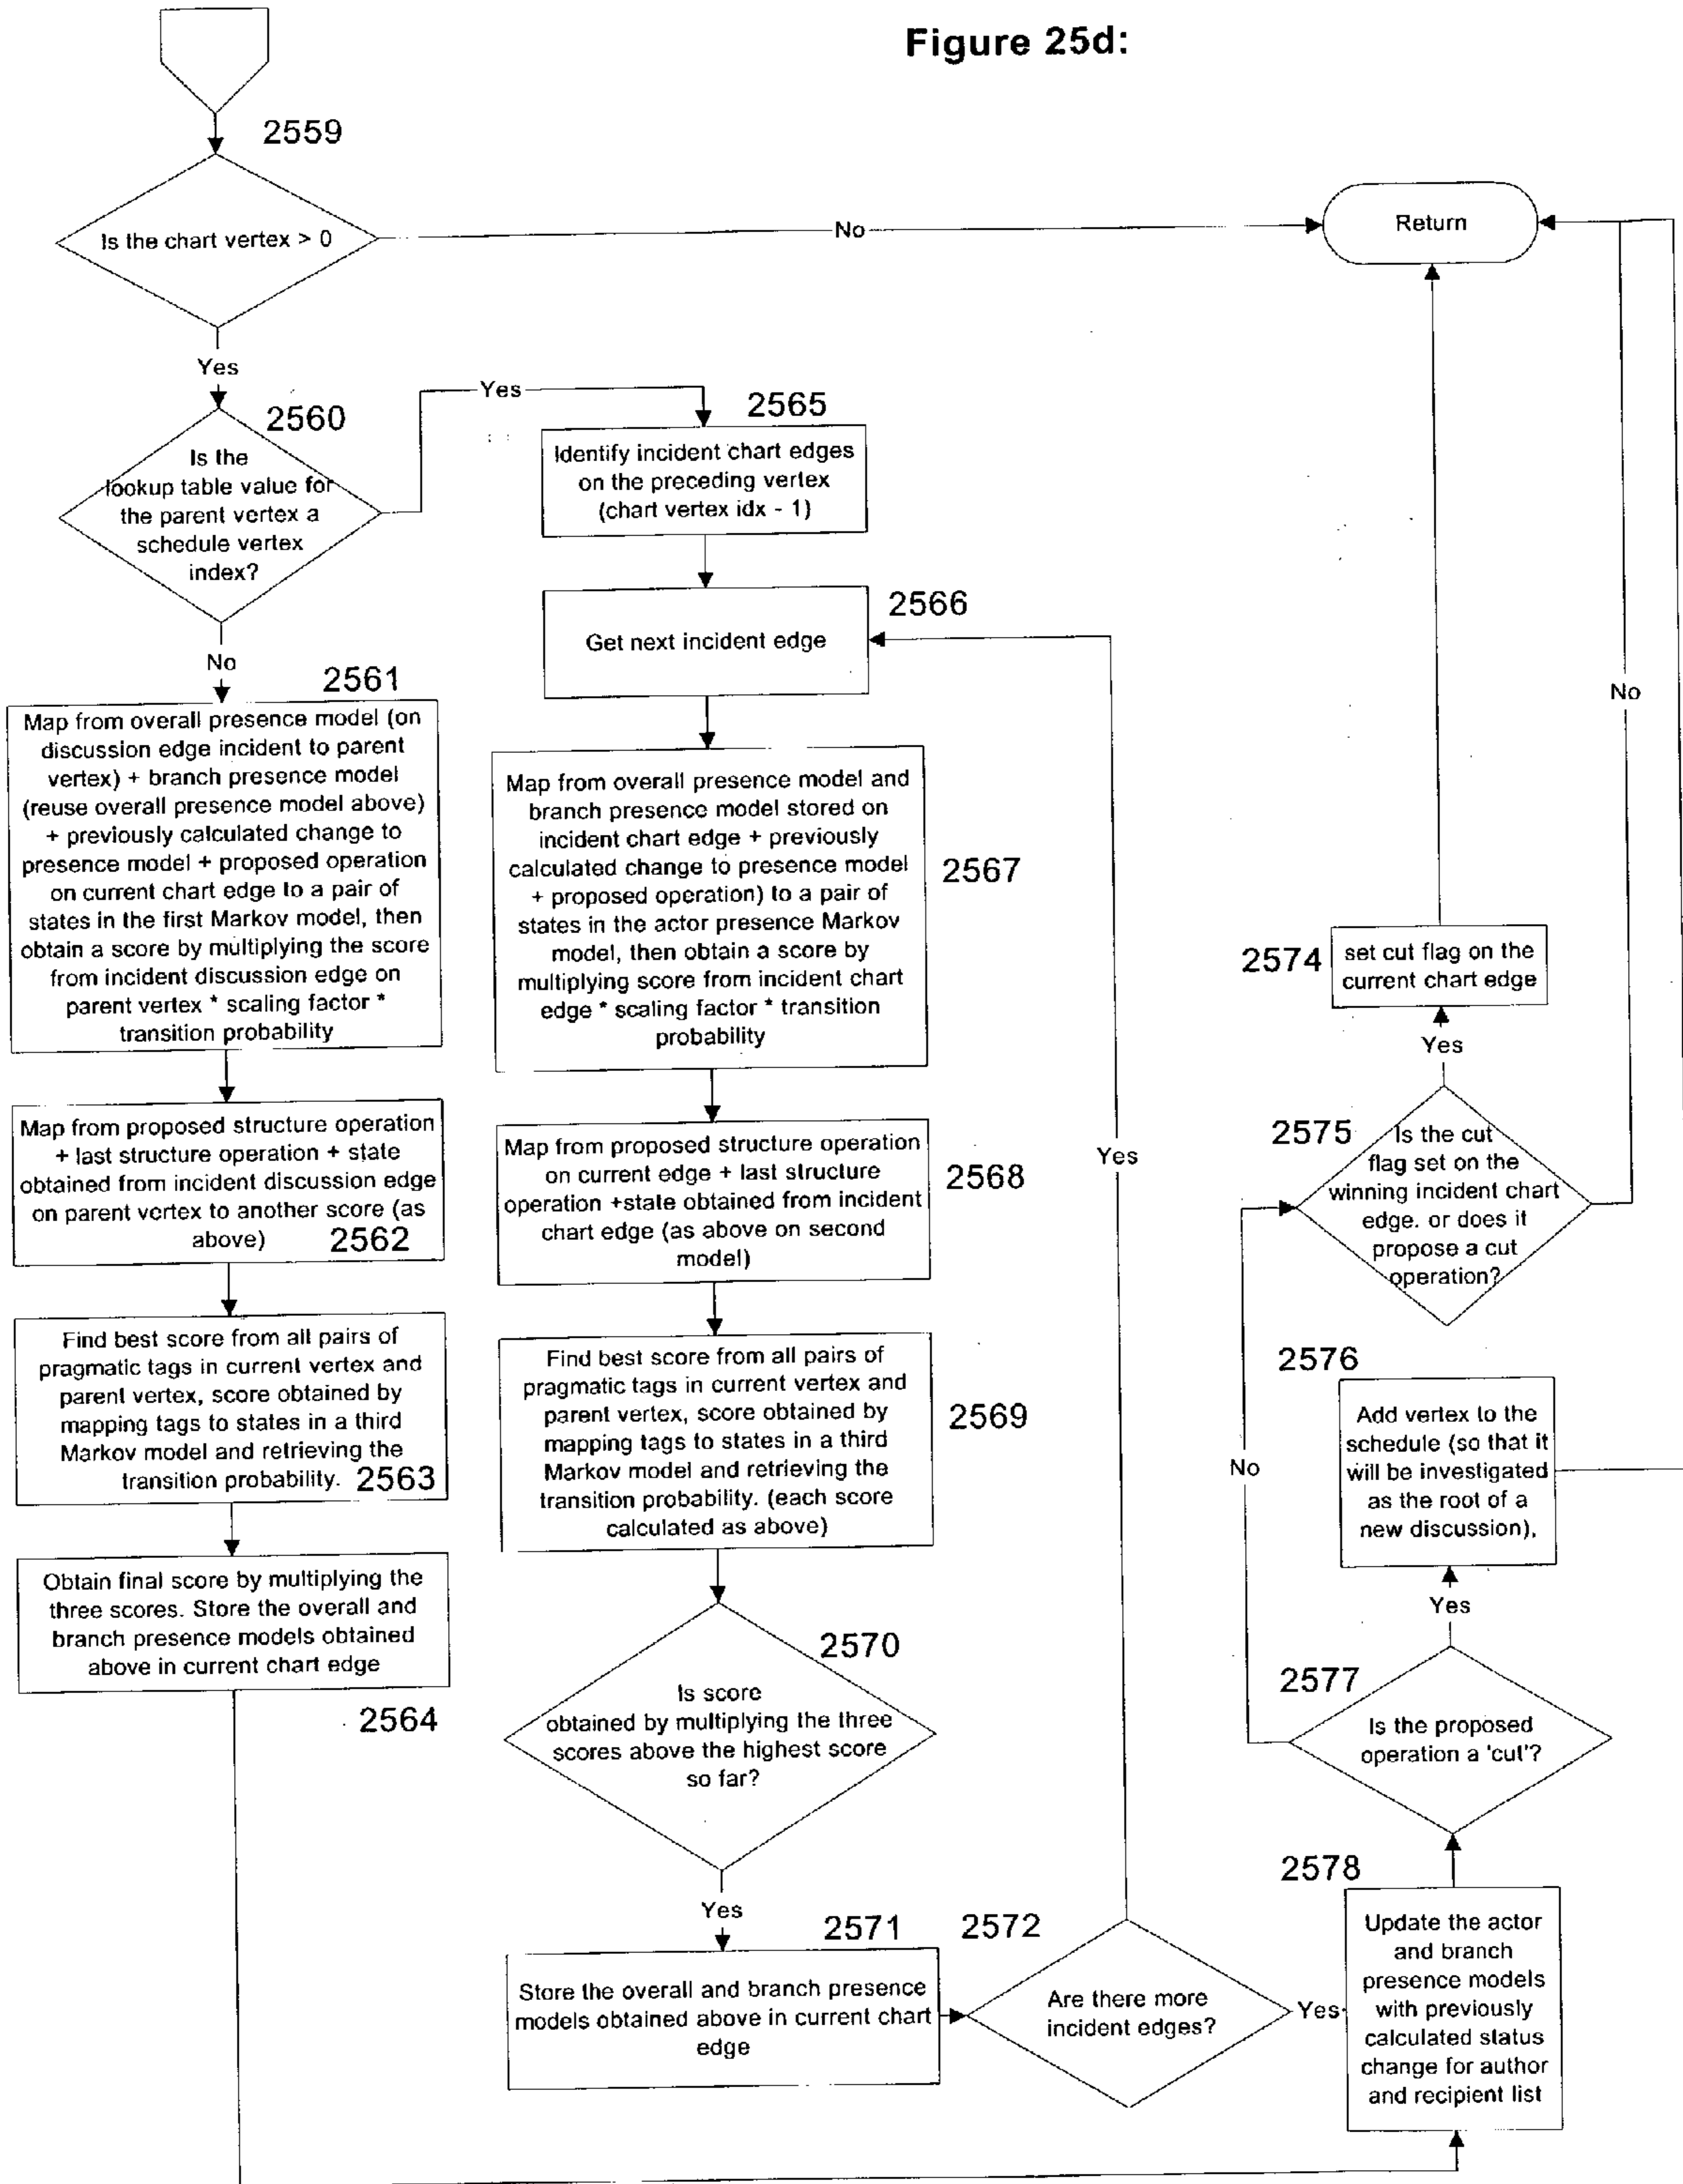 Figure 25d:
2559
Is the chart vertex > 0
No
Return
Yes
2560
Is the
lookup table value for
the parent vertex a
schedule vertex
index?
Yes
2565
Identify incident chart edges
on the preceding vertex
(chart vertex idx - 1)
2566
Get next incident edge
No
2561
Map from overall presence model (on
discussion edge incident to parent
vertex) + branch presence model
(reuse overall presence model above)
+ previously calculated change to
presence model + proposed operation
on current chart edge to a pair of
states in the first Markov model, then
obtain a score by multiplying the score
from incident discussion edge on
parent vertex * scaling factor *
transition probability
Map from proposed structure operation
+ last structure operation + state
obtained from incident discussion edge
on parent vertex to another score (as
above)
2562
Find best score from all pairs of
pragmatic tags in current vertex and
parent vertex, score obtained by
mapping tags to states in a third
Markov model and retrieving the
transition probability.
2563
Obtain final score by multiplying the
three scores. Store the overall and
branch presence models obtained
above in current chart edge
2564
Map from overall presence model and
branch presence model stored on
incident chart edge + previously
calculated change to presence model
+ proposed operation) to a pair of
states in the actor presence Markov
model, then obtain a score by
multiplying score from incident chart
edge * scaling factor * transition
probability
2567
Map from proposed structure operation
on current edge + last structure
operation +state obtained from incident
chart edge (as above on second
model)
2568
Find best score from all pairs of
pragmatic tags in current vertex and
parent vertex, score obtained by
mapping tags to states in a third
Markov model and retrieving the
transition probability. (each score
calculated as above)
2569
2570
Is score
obtained by multiplying the three
scores above the highest score
so far?
Yes
2571
Store the overall and branch presence
models obtained above in current chart
edge
2572
Are there more
incident edges?
Yes
Yes
2578
Update the actor
and branch
presence models
with previously
calculated status
change for author
and recipient list
2577
Is the proposed
operation a 'cut'?
No
Yes
2576
Add vertex to the
schedule (so that it
will be investigated
as the root of a
new discussion),
2575
Is the cut
flag set on the
winning incident chart
edge. or does it
propose a cut
operation?
Yes
No
2574
set cut flag on the
current chart edge